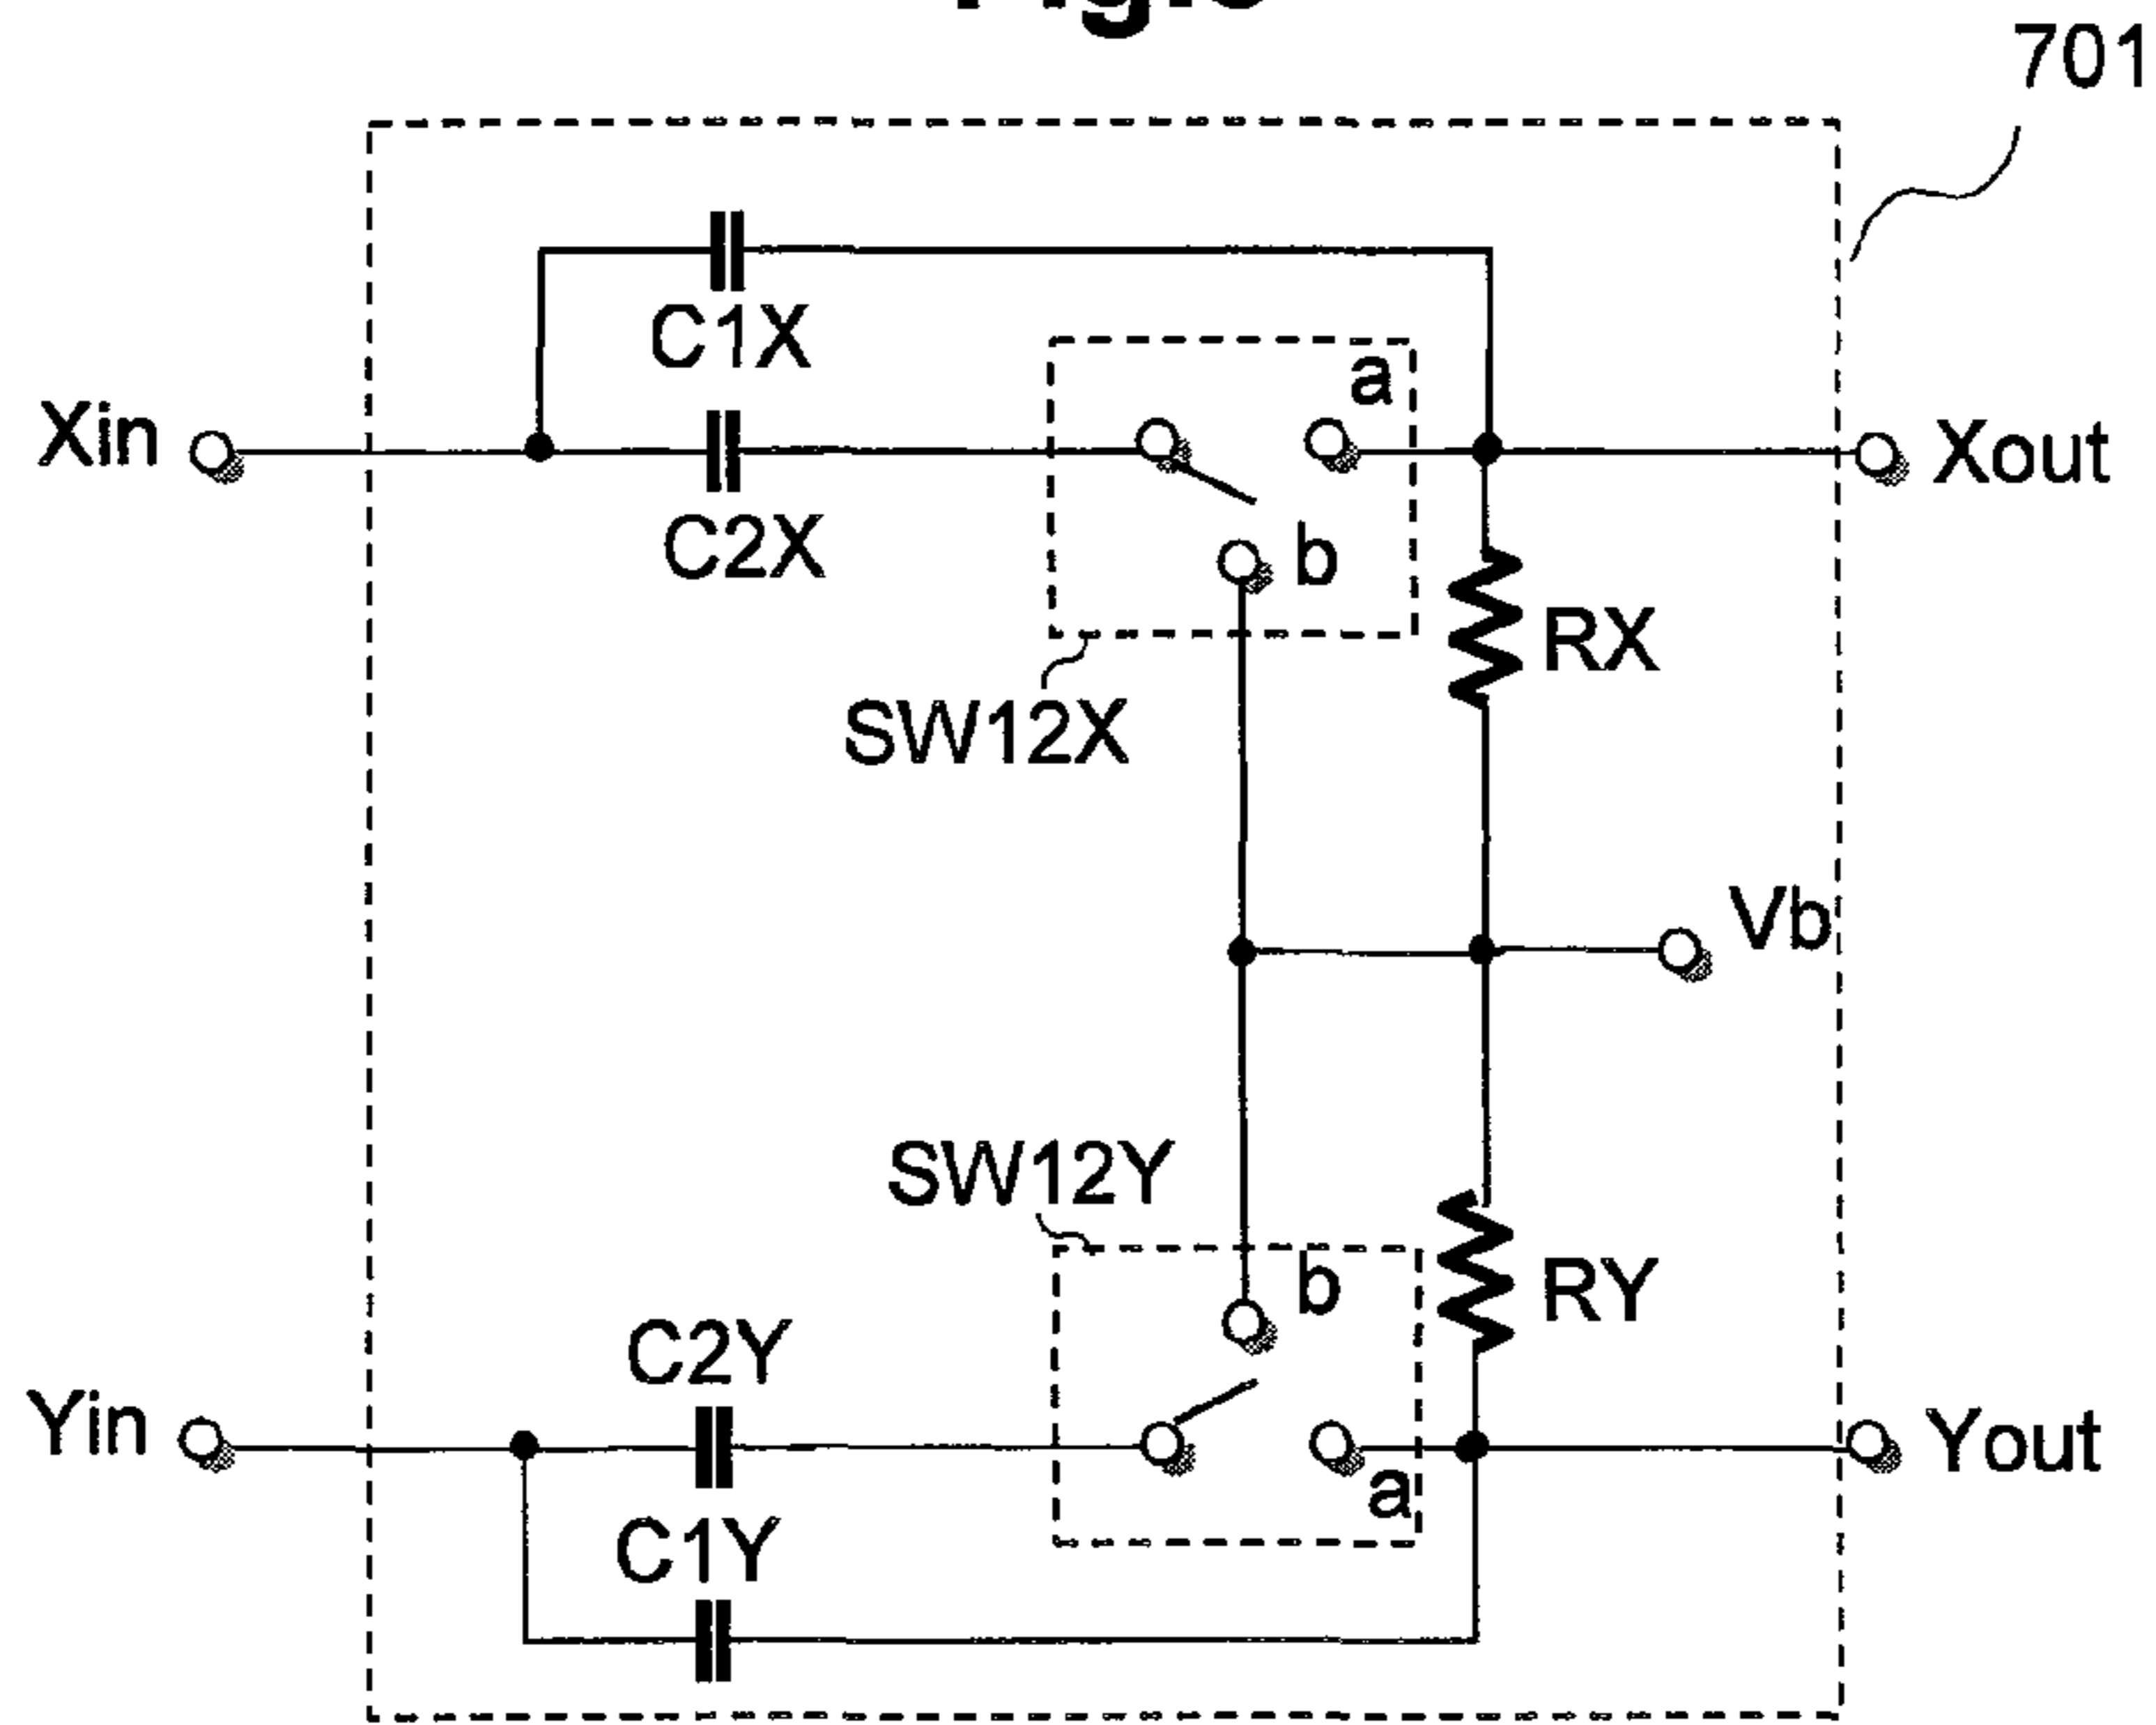 701
C1X
a
Xin
Xout
C2X
b
RX
SW12X
Vb
SW12Y
b
RY
C2Y
Yin
Yout
a
C1Y